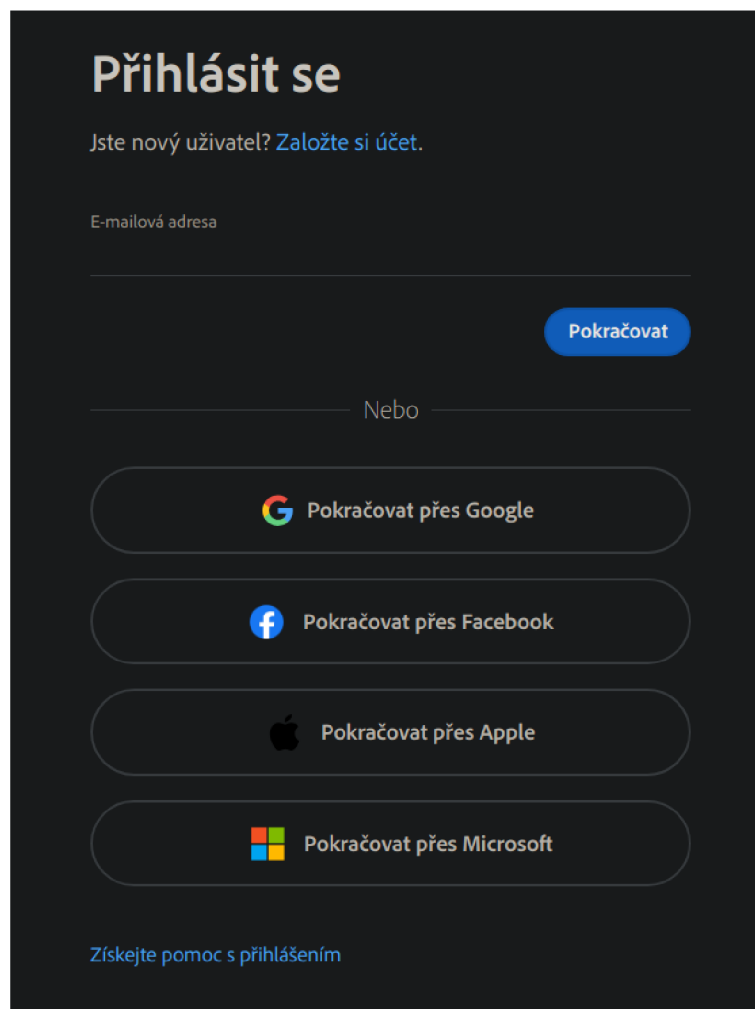 Přihlásit se
Jste nový uživatel? Založte si účet.
E-mailová adresa
Pokračovat
Nebo
Pokračovat přes Google
Pokračovat přes Facebook
Pokračovat přes Apple
Pokračovat přes Microsoft
Získejte pomoc s přihlášením